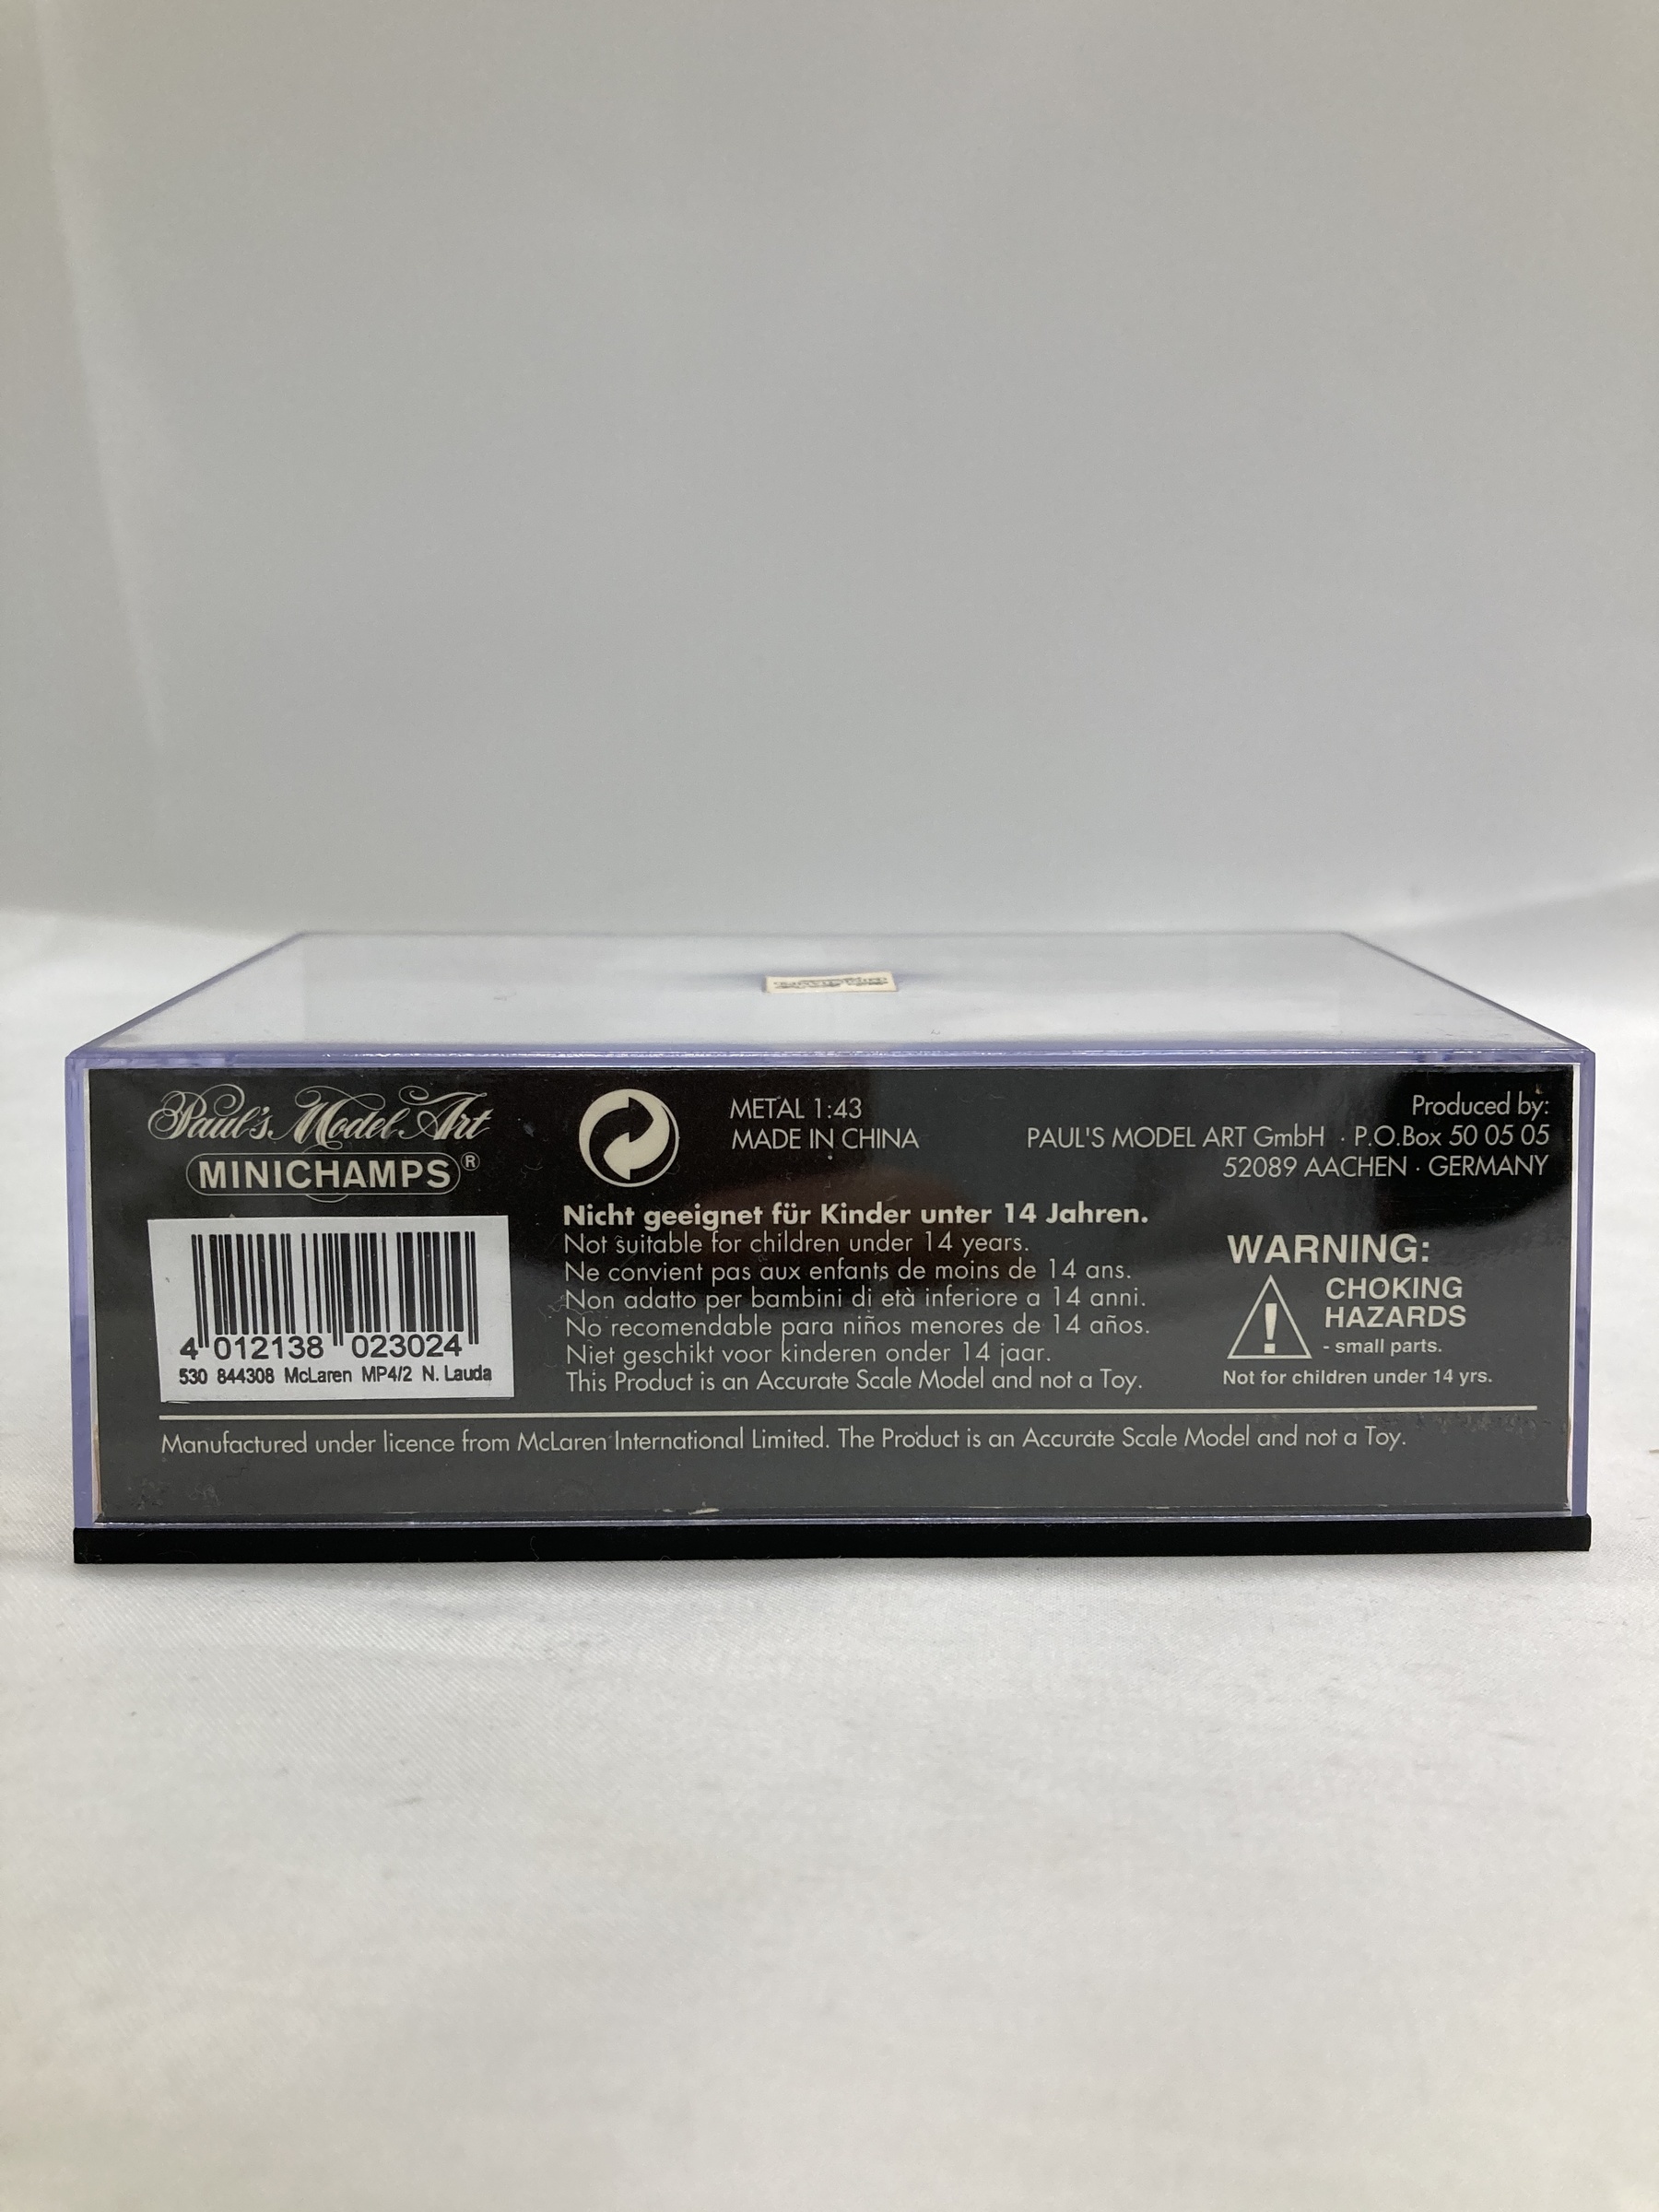 Paul's Model Art
MINICHAMPS®
METAL 1:43
MADE IN CHINA
Produced by:
PAUL'S MODEL ART GmbH · P.O.Box 50 05 05
52089 AACHEN · GERMANY
4 012138 023024
530 844308 McLaren MP4/2 N. Lauda
Nicht geeignet für Kinder unter 14 Jahren.
Not suitable for children under 14 years.
Ne convient pas aux enfants de moins de 14 ans.
Non adatto per bambini di età inferiore a 14 anni.
No recomendable para niños menores de 14 años.
Niet geschikt voor kinderen onder 14 jaar.
This Product is an Accurate Scale Model and not a Toy.
WARNING:
CHOKING
HAZARDS
- small parts.
Not for children under 14 yrs.
Manufactured under licence from McLaren International Limited. The Product is an Accurate Scale Model and not a Toy.